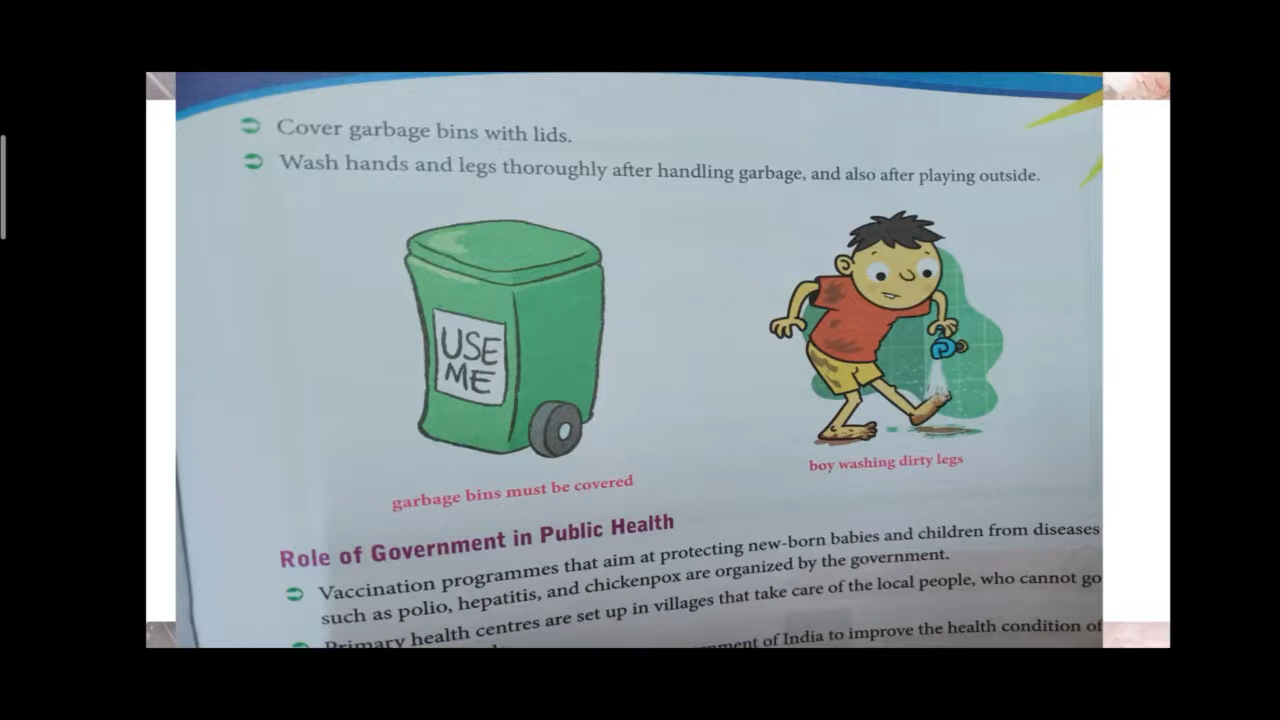 Cover garbage bins with lids.
Wash hands and legs thoroughly after handling garbage, and also after playing outside.
USE
ME
garbage bins must be covered
boy washing dirty legs
Role of Government in Public Health
Vaccination programmes that aim at protecting new-born babies and children from diseases
such as polio, hepatitis, and chickenpox are organized by the government.
Primary health centres are set up in villages that take care of the local people, who cannot go
of India to improve the health condition of